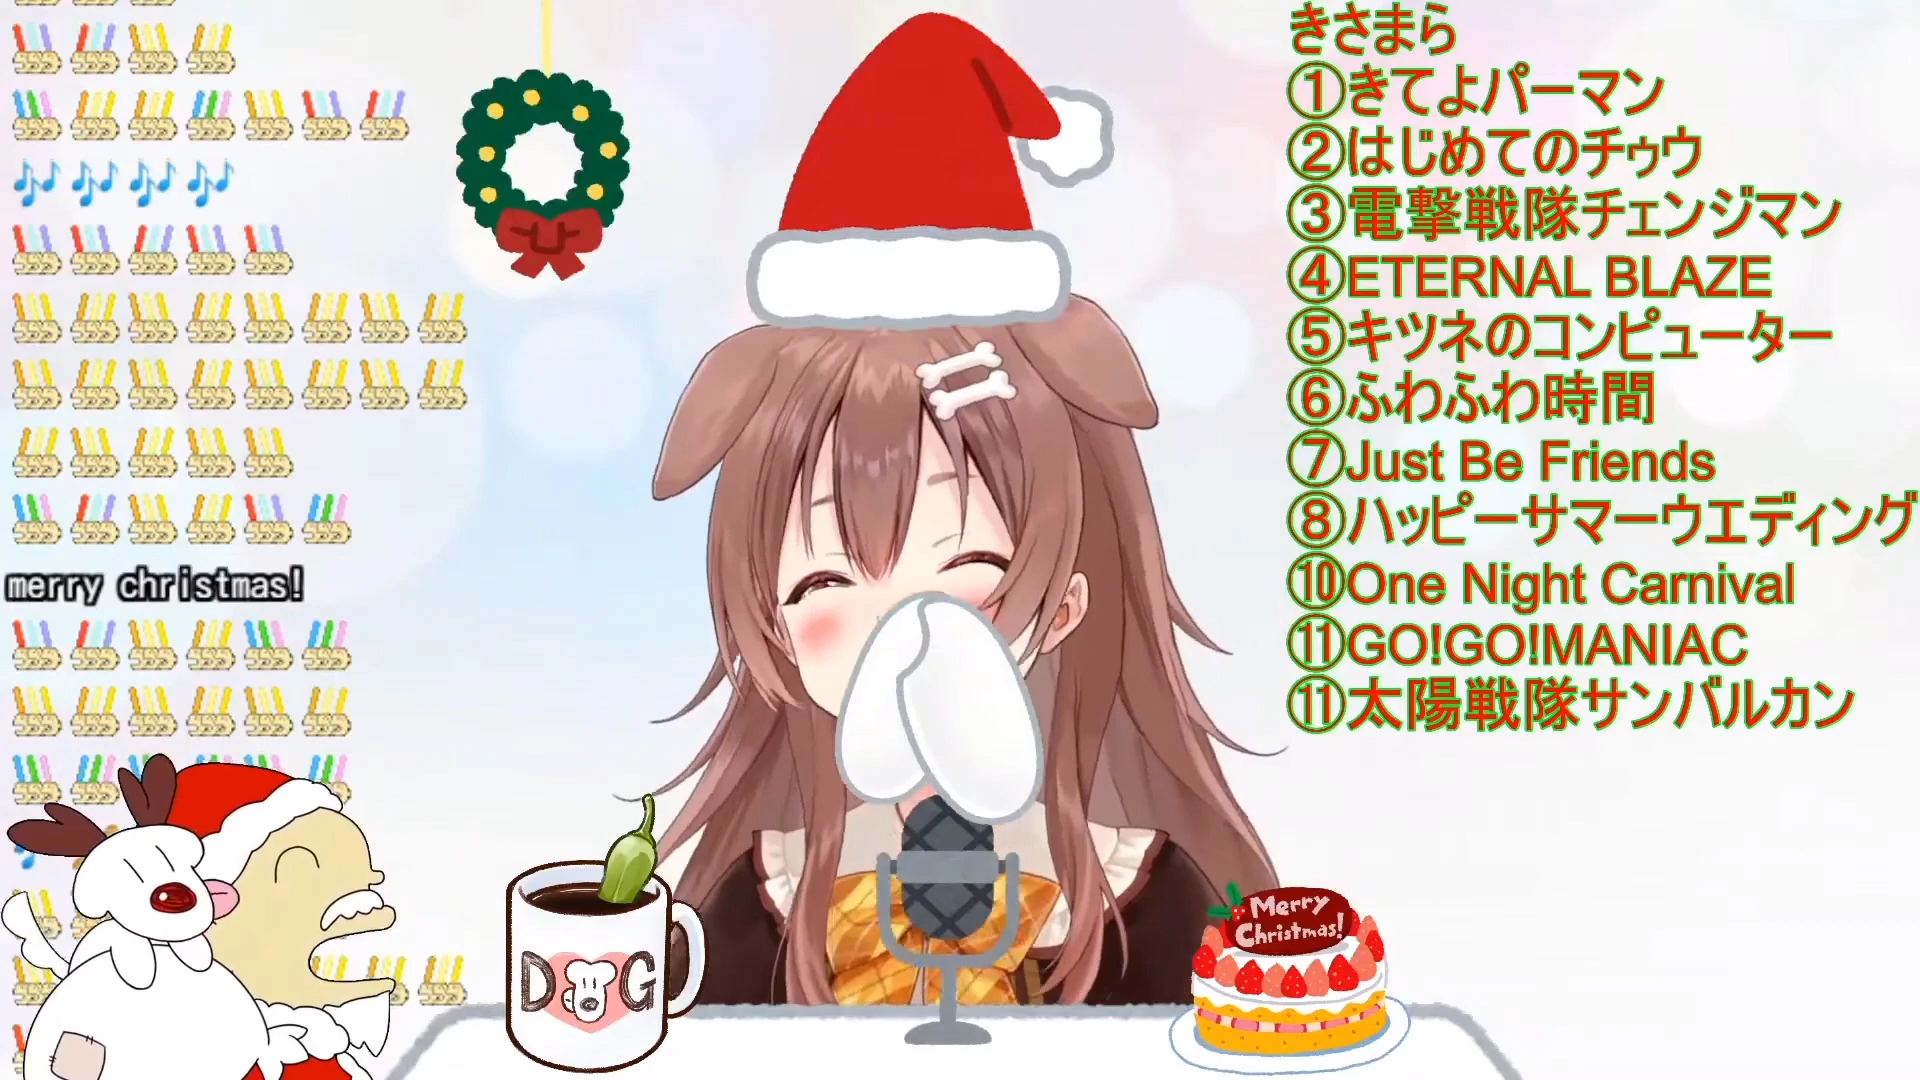 merry christmas!
DOG
Merry
Christmas!
きさまら
①きてよパーマン
②はじめてのチゥウ
③電撃戦隊チェンジマン
④ETERNAL BLAZE
⑤キツネのコンピューター
⑥ふわふわ時間
⑦Just Be Friends
⑧ハッピーサマーウエディング
⑩One Night Carnival
⑪GO!GO!MANIAC
⑪太陽戦隊サンバルカン